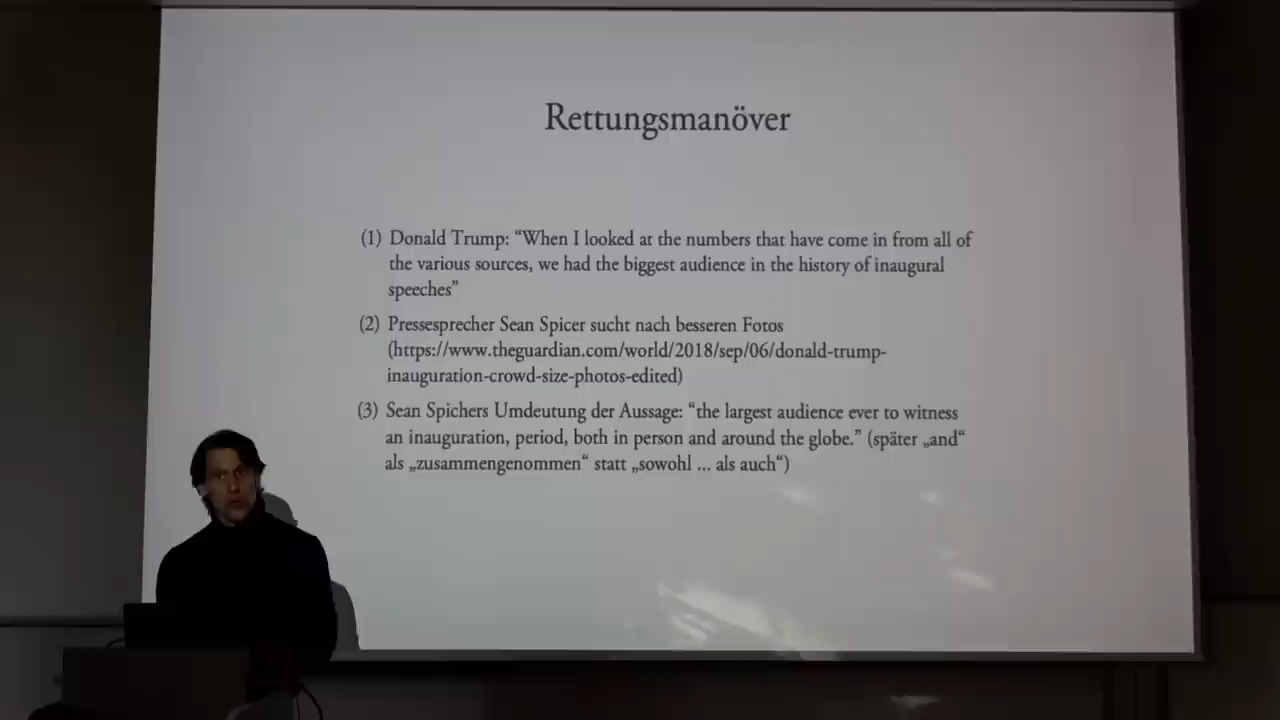 Rettungsmanöver
(1) Donald Trump: “When I looked at the numbers that have come in from all of
the various sources, we had the biggest audience in the history of inaugural
speeches”
(2) Pressesprecher Sean Spicer sucht nach besseren Fotos
(https://www.theguardian.com/world/2018/sep/06/donald-trump-
inauguration-crowd-size-photos-edited)
(3) Sean Spichers Umdeutung der Aussage: “the largest audience ever to witness
an inauguration, period, both in person and around the globe.” (später „and“
als „zusammengenommen“ statt „sowohl ... als auch“)